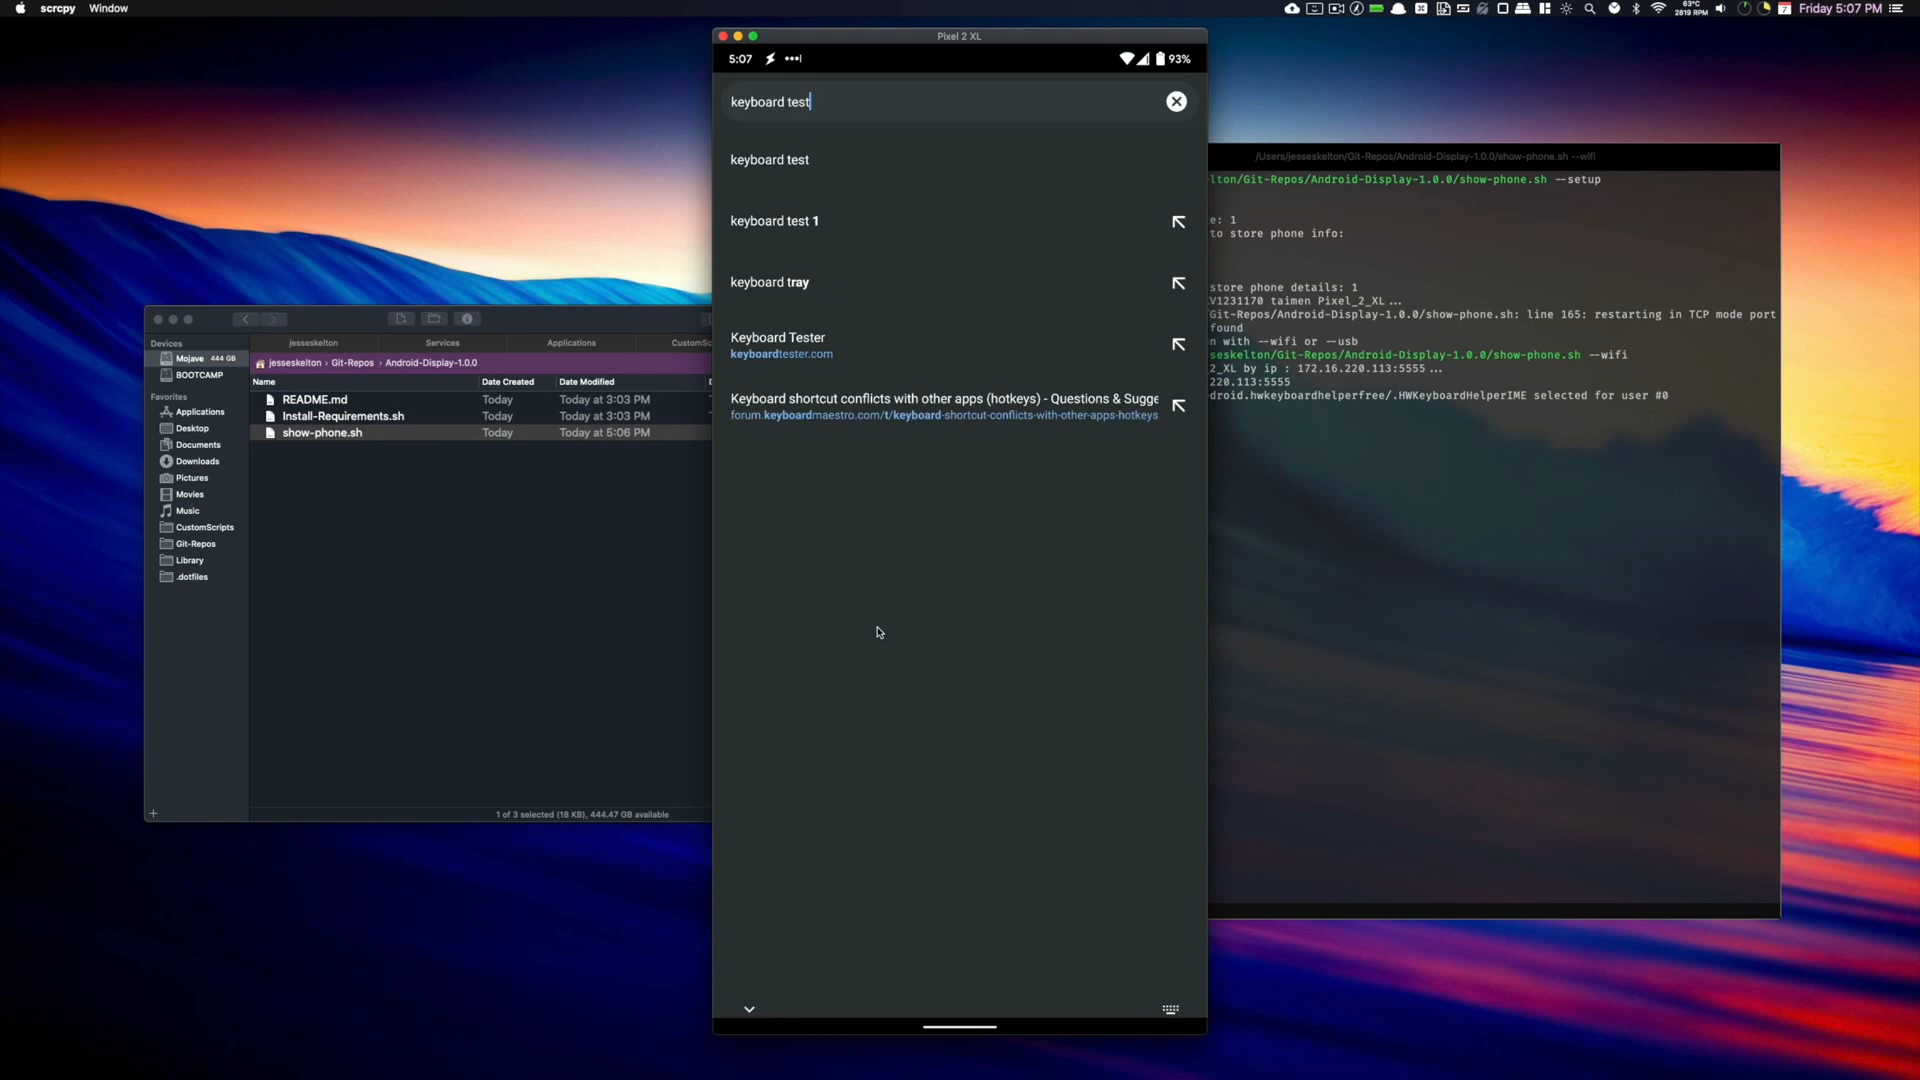 scrcpy Window
63°C
2819 RPM
7
Friday 5:07 PM
Pixel 2 XL
5:07
93%
keyboard test
keyboard test
keyboard test 1
keyboard tray
Keyboard Tester
keyboardtester.com
Keyboard shortcut conflicts with other apps (hotkeys) - Questions & Sugge
forum.keyboardmaestro.com/t/keyboard-shortcut-conflicts-with-other-apps-hotkeys
Devices
Mojave 444 GB
BOOTCAMP
Favorites
Applications
Desktop
Documents
Downloads
Pictures
Movies
Music
CustomScripts
Git-Repos
Library
.dotfiles
jesseskelton Services Applications CustomSc
jesseskelton › Git-Repos › Android-Display-1.0.0
Name Date Created Date Modified
README.md Today Today at 3:03 PM
Install-Requirements.sh Today Today at 3:03 PM
show-phone.sh Today Today at 5:06 PM
1 of 3 selected (18 KB), 444.47 GB available
/Users/jesseskelton/Git-Repos/Android-Display-1.0.0/show-phone.sh --wifi
lton/Git-Repos/Android-Display-1.0.0/show-phone.sh --setup
e: 1
to store phone info:
store phone details: 1
V1231170 taimen Pixel_2_XL ...
/Git-Repos/Android-Display-1.0.0/show-phone.sh: line 165: restarting in TCP mode port
found
n with --wifi or --usb
seskelton/Git-Repos/Android-Display-1.0.0/show-phone.sh --wifi
2_XL by ip : 172.16.220.113:5555 ...
220.113:5555
droid.hwkeyboardhelperfree/.HWKeyboardHelperIME selected for user #0